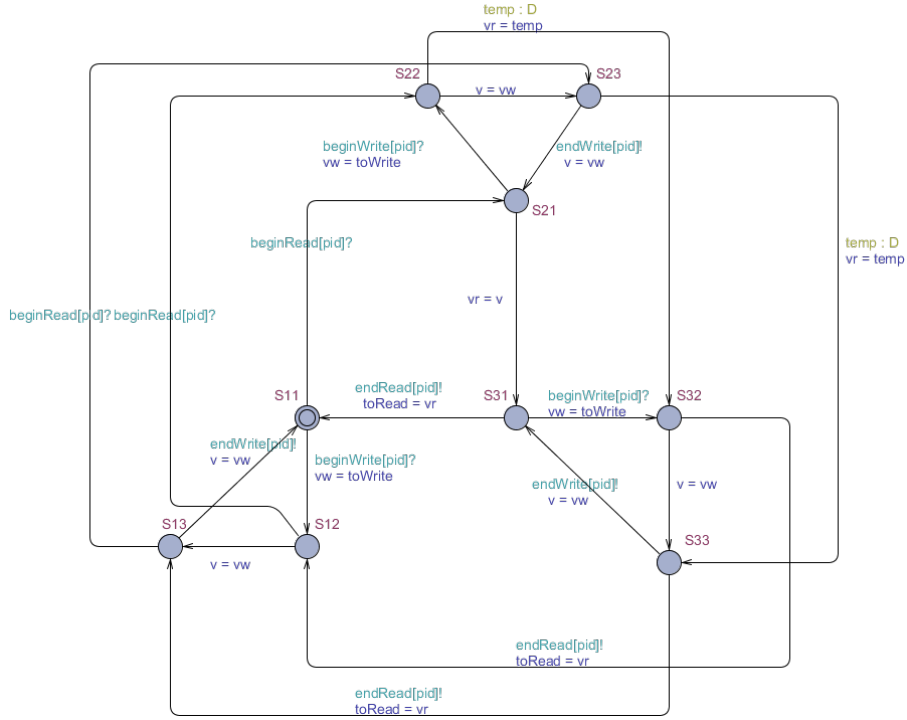 temp : D
vr = temp
S22
S23
v = vw
beginWrite[pid]?
vw = toWrite
endWrite[pid]!
v = vw
S21
beginRead[pid]?
temp : D
vr = temp
vr = v
beginRead[pid]?
beginRead[pid]?
S11
endRead[pid]!
toRead = vr
S31
beginWrite[pid]?
vw = toWrite
S32
endWrite[pid]!
v = vw
beginWrite[pid]?
vw = toWrite
endWrite[pid]!
v = vw
v = vw
S13
S12
S33
v = vw
endRead[pid]!
toRead = vr
endRead[pid]!
toRead = vr